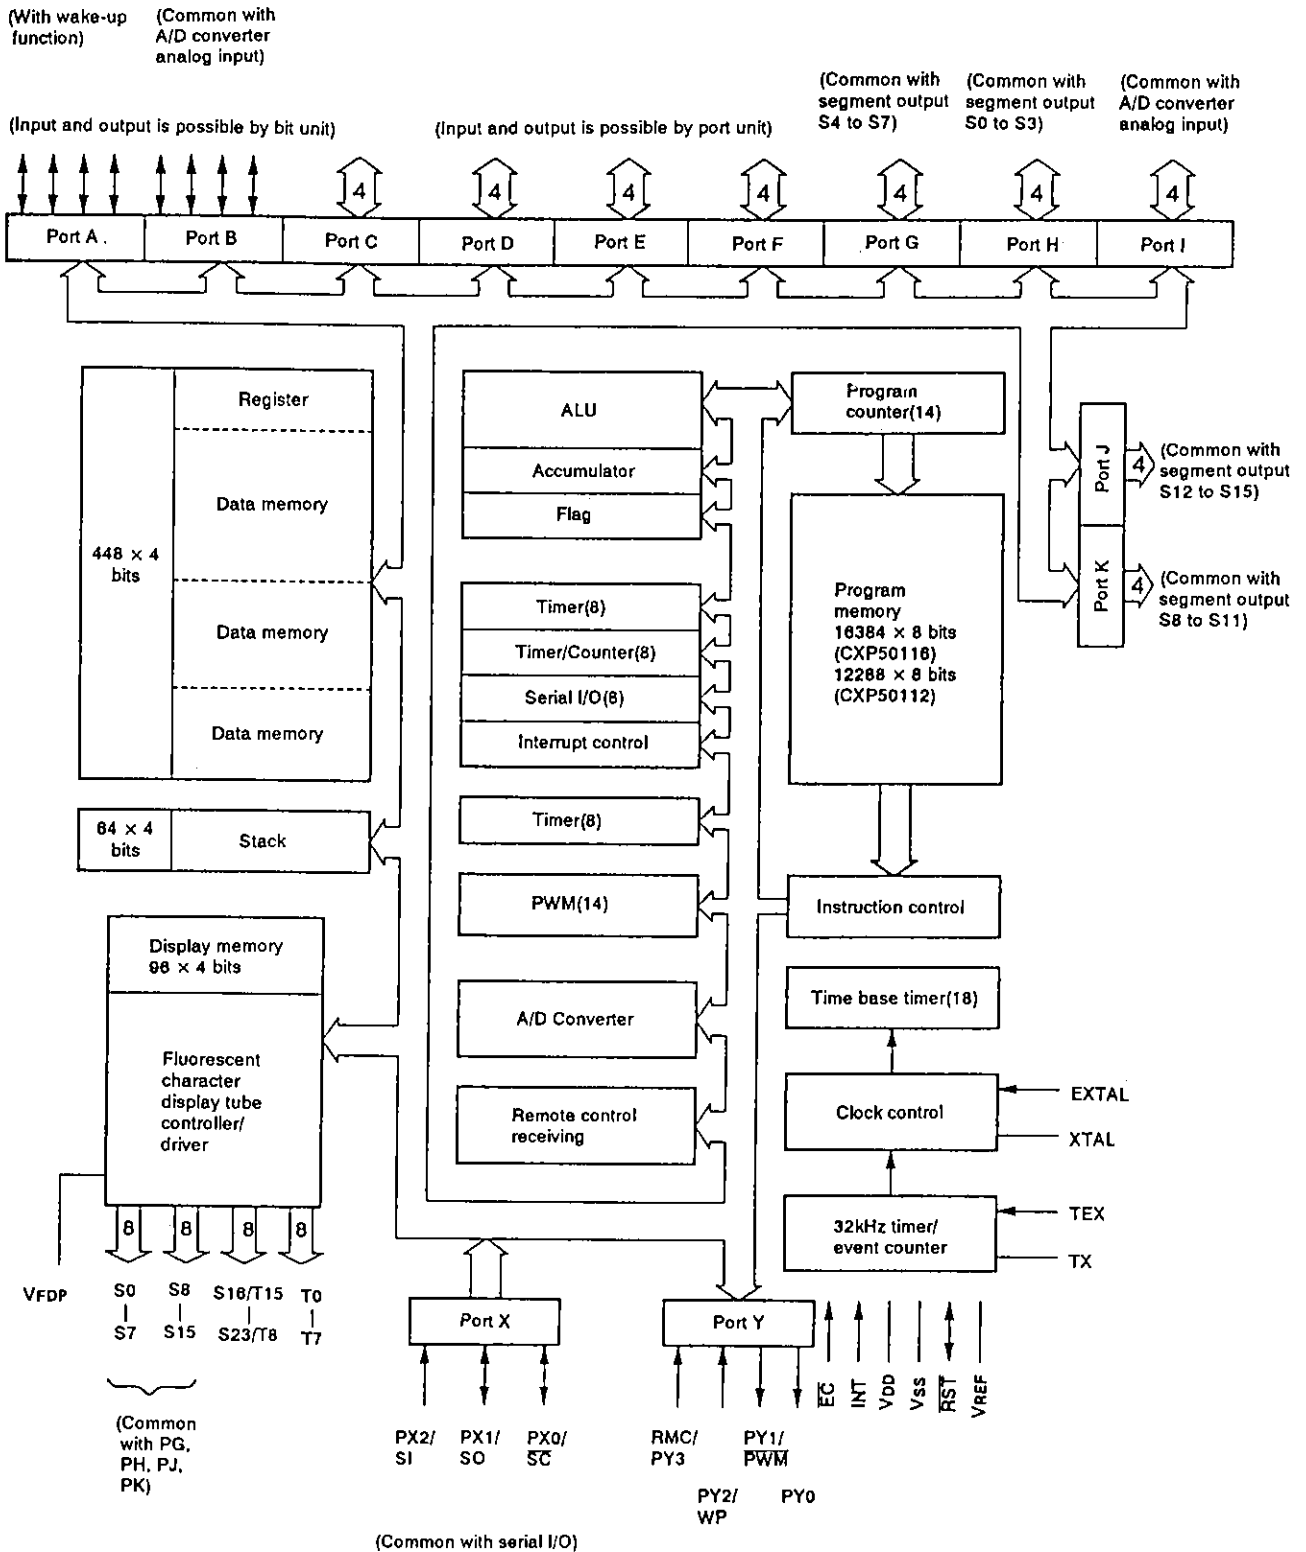 (With wake-up
function)
(Common with
A/D converter
analog input)
(Common with
segment output
S4 to S7)
(Common with
segment output
S0 to S3)
(Common with
A/D converter
analog input)
(Input and output is possible by bit unit)
(Input and output is possible by port unit)
4
4
4
4
4
4
4
Port A
Port B
Port C
Port D
Port E
Port F
Port G
Port H
Port I
448 × 4
bits
Register
Data memory
Data memory
Data memory
64 × 4
bits
Stack
Display memory
96 × 4 bits
Fluorescent
character
display tube
controller/
driver
8
8
8
8
VFDP
S0
S7
S8
S15
S16/T15
S23/T8
T0
T7
(Common
with PG,
PH, PJ,
PK)
ALU
Accumulator
Flag
Timer(8)
Timer/Counter(8)
Serial I/O(8)
Interrupt control
Timer(8)
PWM(14)
A/D Converter
Remote control
receiving
Program
counter(14)
Program
memory
16384 × 8 bits
(CXP50116)
12288 × 8 bits
(CXP50112)
Instruction control
Time base timer(18)
Clock control
32kHz timer/
event counter
EXTAL
XTAL
TEX
TX
Port J
4
(Common with
segment output
S12 to S15)
Port K
4
(Common with
segment output
S8 to S11)
Port X
Port Y
PX2/
SI
PX1/
SO
PX0/
SC
RMC/
PY3
PY2/
WP
PY1/
PWM
PY0
EC
INT
VDD
VSS
RST
VREF
(Common with serial I/O)